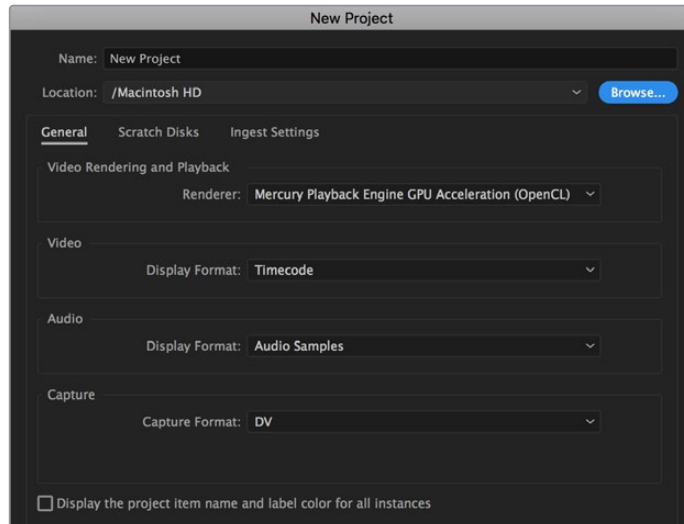 New Project
Name: New Project
Location: /Macintosh HD Browse...
General Scratch Disks Ingest Settings
Video Rendering and Playback
Renderer: Mercury Playback Engine GPU Acceleration (OpenCL)
Video
Display Format: Timecode
Audio
Display Format: Audio Samples
Capture
Capture Format: DV
Display the project item name and label color for all instances